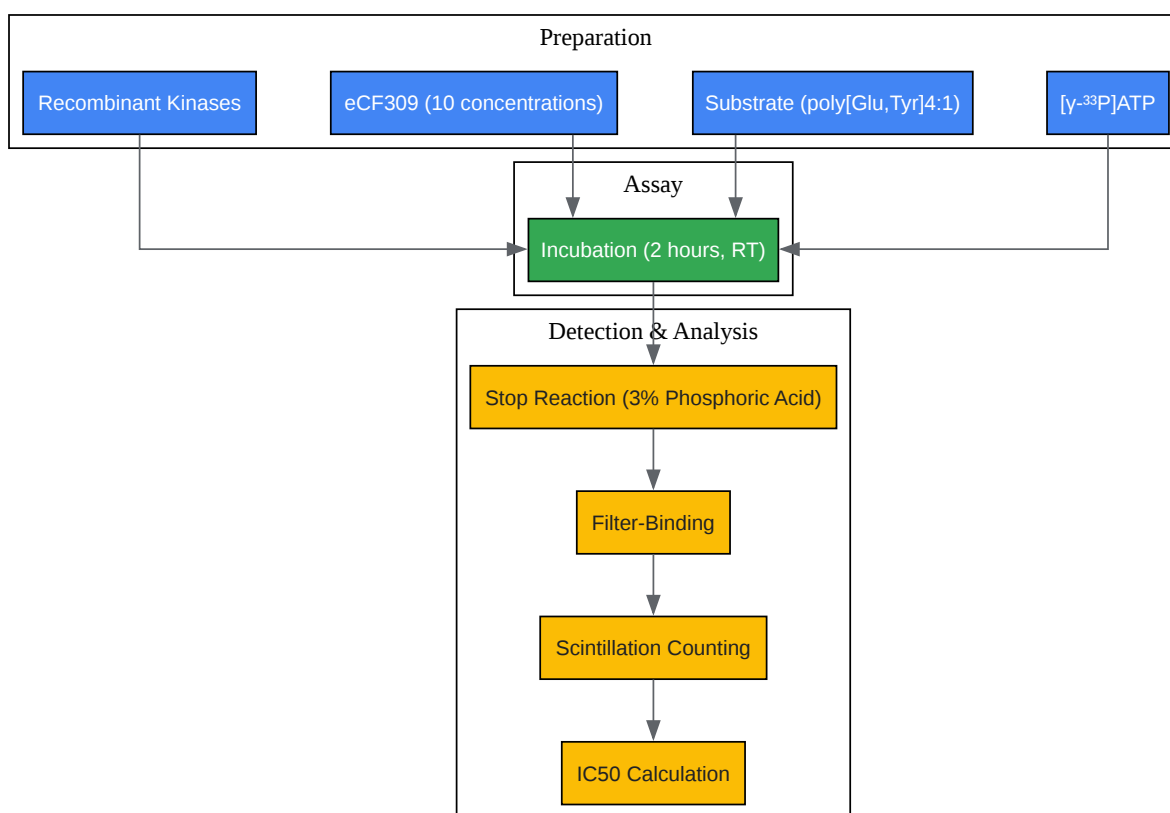 Preparation
Recombinant Kinases
eCF309 (10 concentrations)
Substrate (poly[Glu,Tyr]4:1)
[γ-³³P]ATP
Assay
Incubation (2 hours, RT)
Detection & Analysis
Stop Reaction (3% Phosphoric Acid)
Filter-Binding
Scintillation Counting
IC50 Calculation